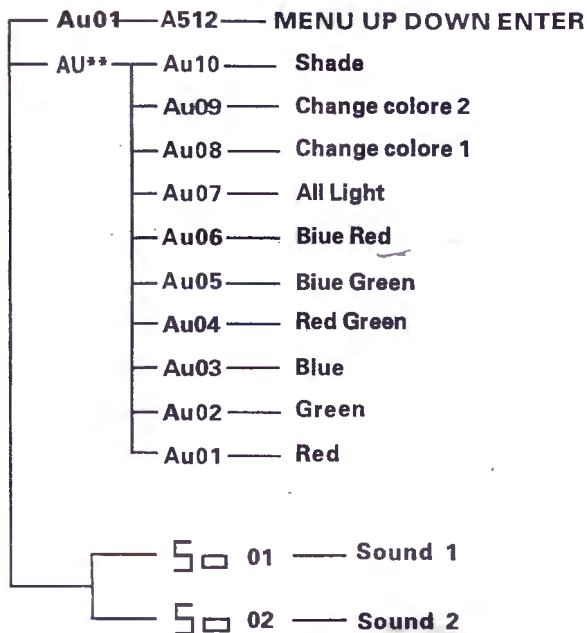 Au01 A512 MENU UP DOWN ENTER
AU** Au10 Shade
Au09 Change colore 2
Au08 Change colore 1
Au07 All Light
Au06 Biue Red
Au05 Biue Green
Au04 Red Green
Au03 Blue
Au02 Green
Au01 Red
So 01 Sound 1
So 02 Sound 2